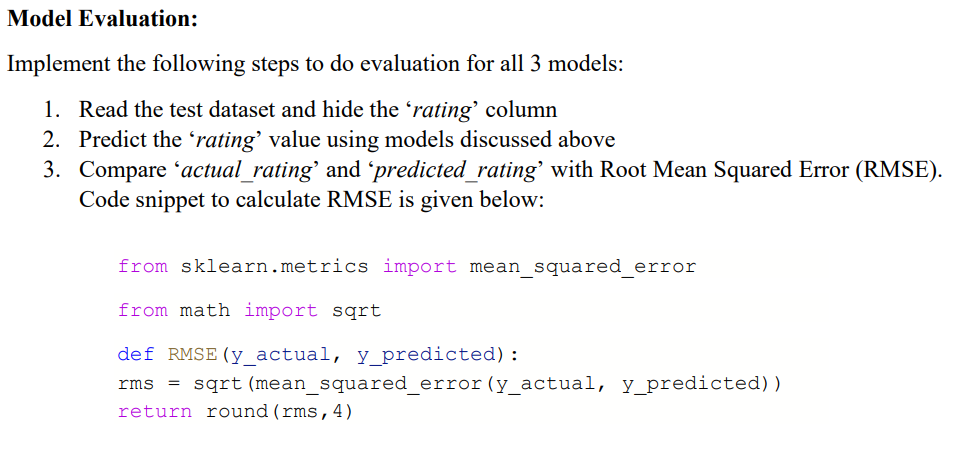 Model Evaluation:
Implement the following steps to do evaluation for all 3 models:
1. Read the test dataset and hide the ‘rating’ column
2. Predict the ‘rating’ value using models discussed above
3. Compare ‘actual_rating’ and ‘predicted_rating’ with Root Mean Squared Error (RMSE).
Code snippet to calculate RMSE is given below:
from sklearn.metrics import mean_squared_error
from math import sqrt
def RMSE(y_actual, y_predicted):
rms = sqrt(mean_squared_error(y_actual, y_predicted))
return round(rms,4)